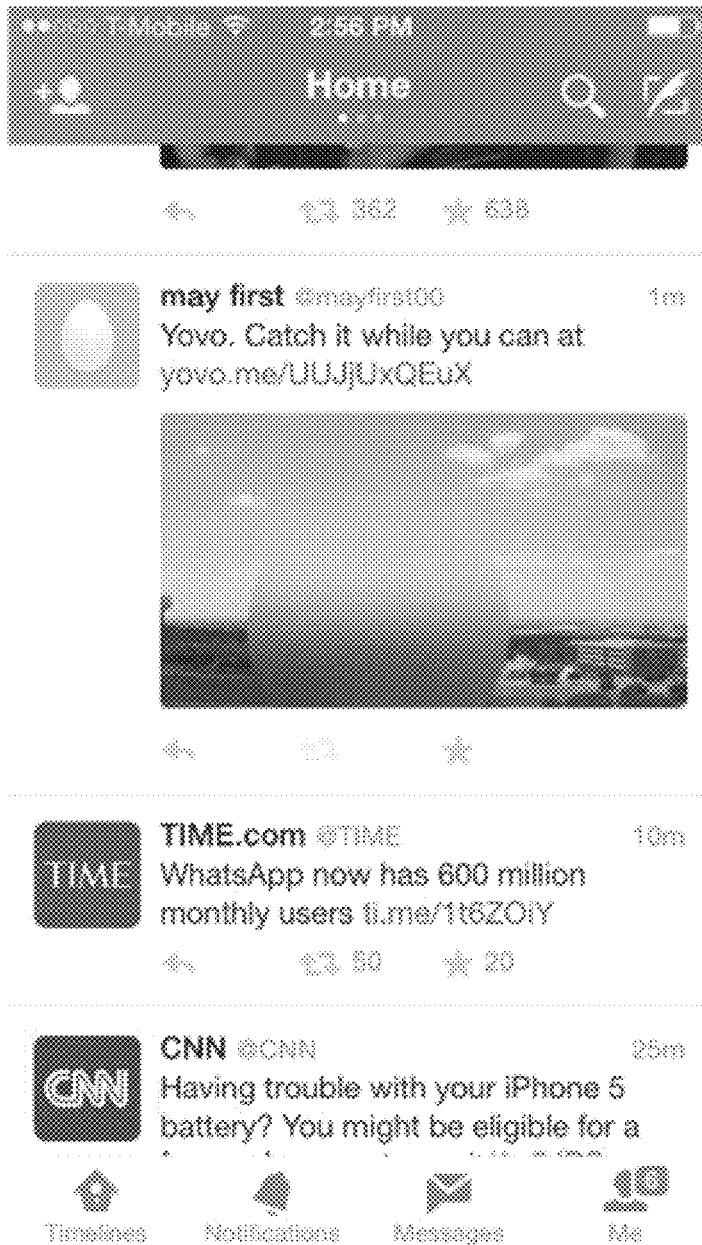 T-Mobile 2:56 PM
Home
362 638
may first @mayfirst00 1m
Yovo. Catch it while you can at
yovo.me/UUJjUxQEuX
TIME
TIME.com @TIME 10m
WhatsApp now has 600 million
monthly users ti.me/1t6ZOiY
50 20
CNN
CNN @CNN 25m
Having trouble with your iPhone 5
battery? You might be eligible for a
Timelines Notifications Messages Me